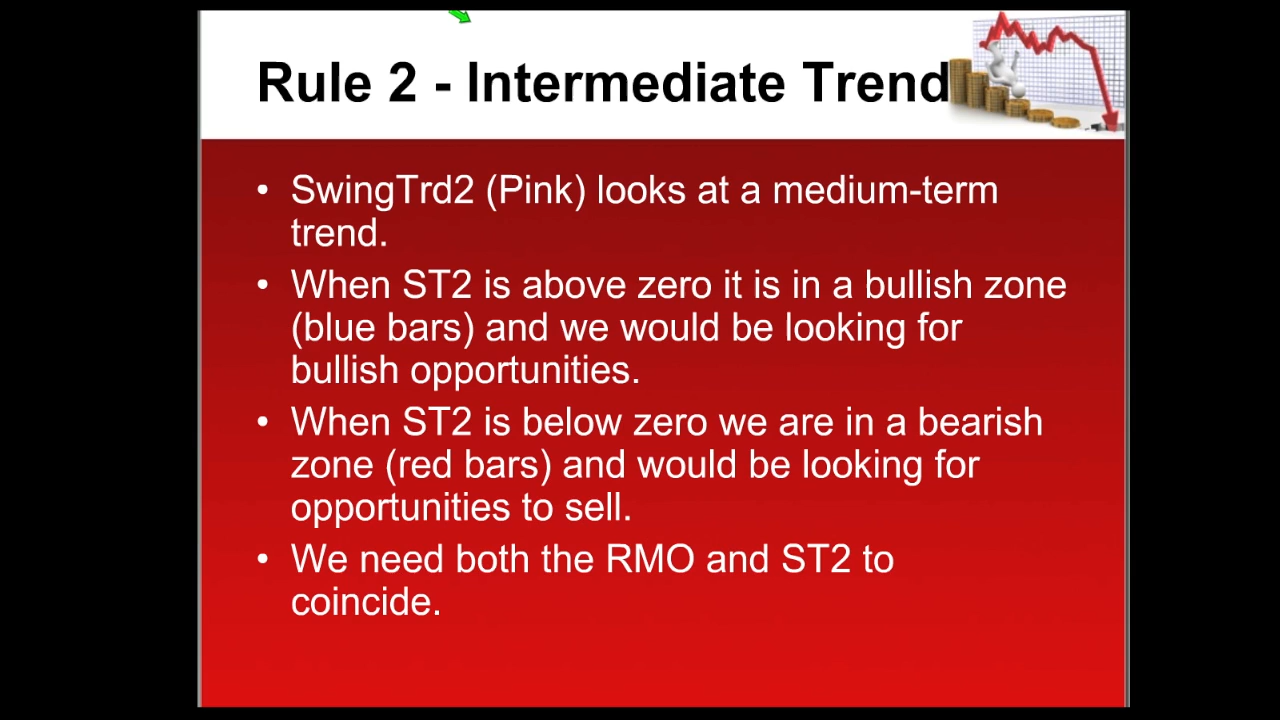 Rule 2 - Intermediate Trend
• SwingTrd2 (Pink) looks at a medium-term
trend.
• When ST2 is above zero it is in a bullish zone
(blue bars) and we would be looking for
bullish opportunities.
• When ST2 is below zero we are in a bearish
zone (red bars) and would be looking for
opportunities to sell.
• We need both the RMO and ST2 to
coincide.